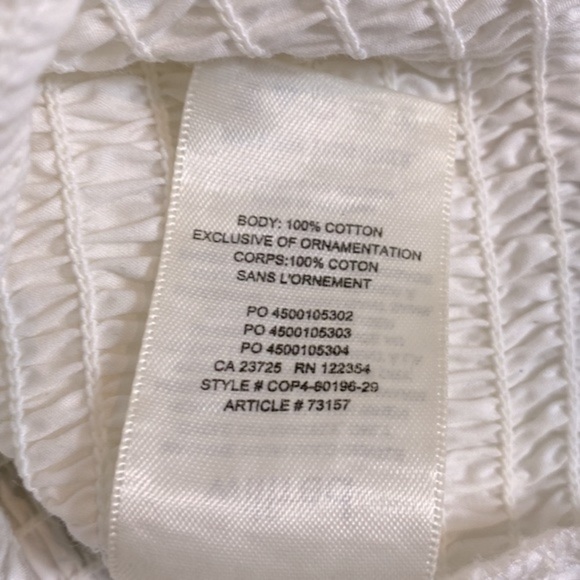 BODY: 100% COTTON
EXCLUSIVE OF ORNAMENTATION
CORPS:100% COTON
SANS L'ORNEMENT
PO 4500105302
PO 4500105303
PO 4500105304
CA 23725 RN 122354
STYLE # COP4-60196-29
ARTICLE # 73157